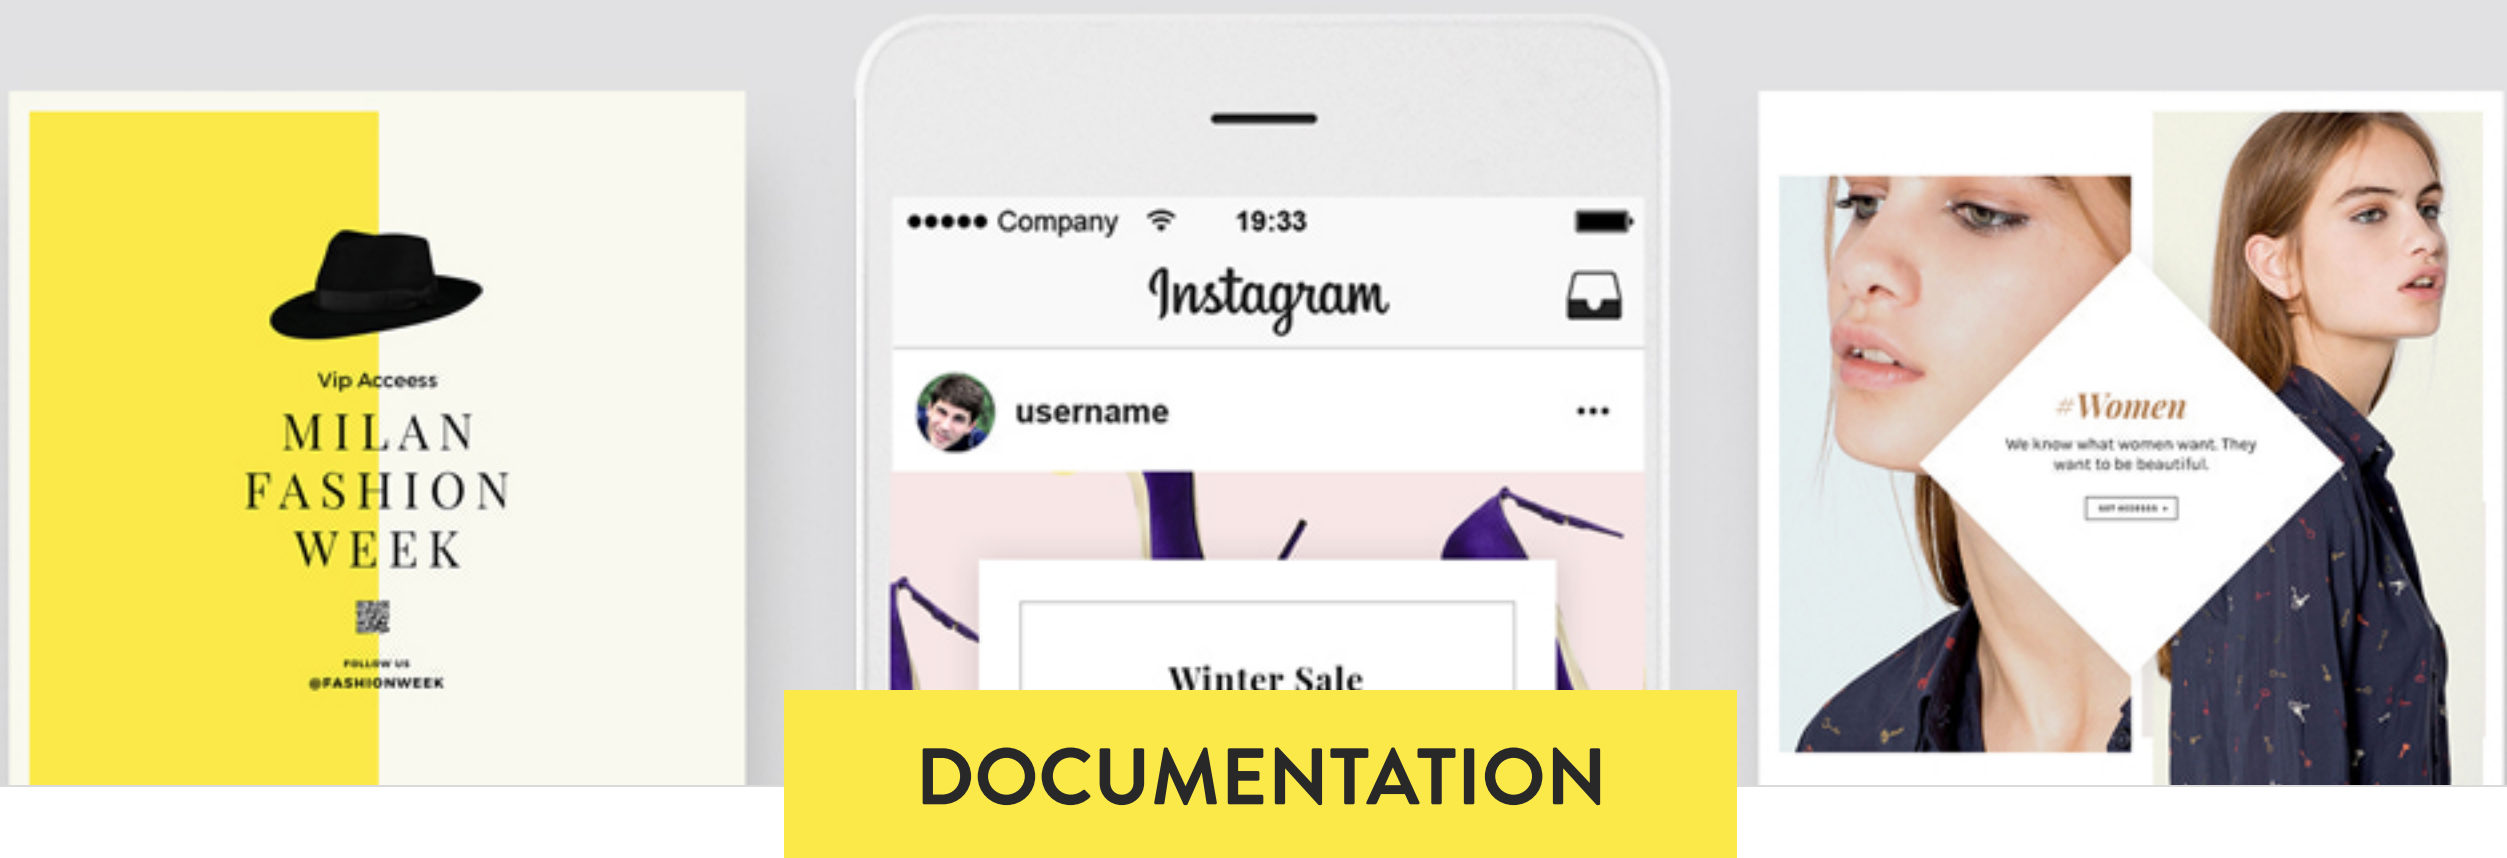 Vip Acceess
MILAN
FASHION
WEEK
FOLLOW US
@FASHIONWEEK
Company 19:33
Instagram
username
Winter Sale
#Women
We know what women want. They
want to be beautiful.
DOCUMENTATION